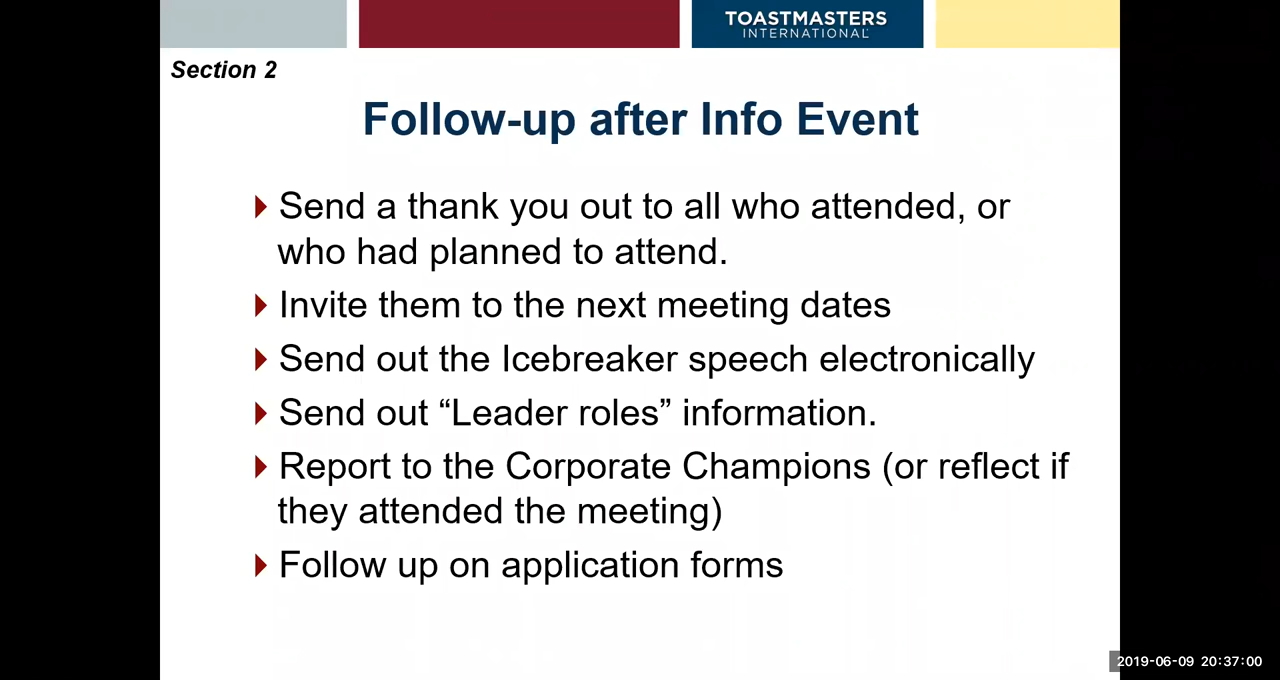 TOASTMASTERS
INTERNATIONAL
Section 2
Follow-up after Info Event
Send a thank you out to all who attended, or
who had planned to attend.
Invite them to the next meeting dates
Send out the Icebreaker speech electronically
Send out “Leader roles” information.
Report to the Corporate Champions (or reflect if
they attended the meeting)
Follow up on application forms
2019-06-09 20:37:00